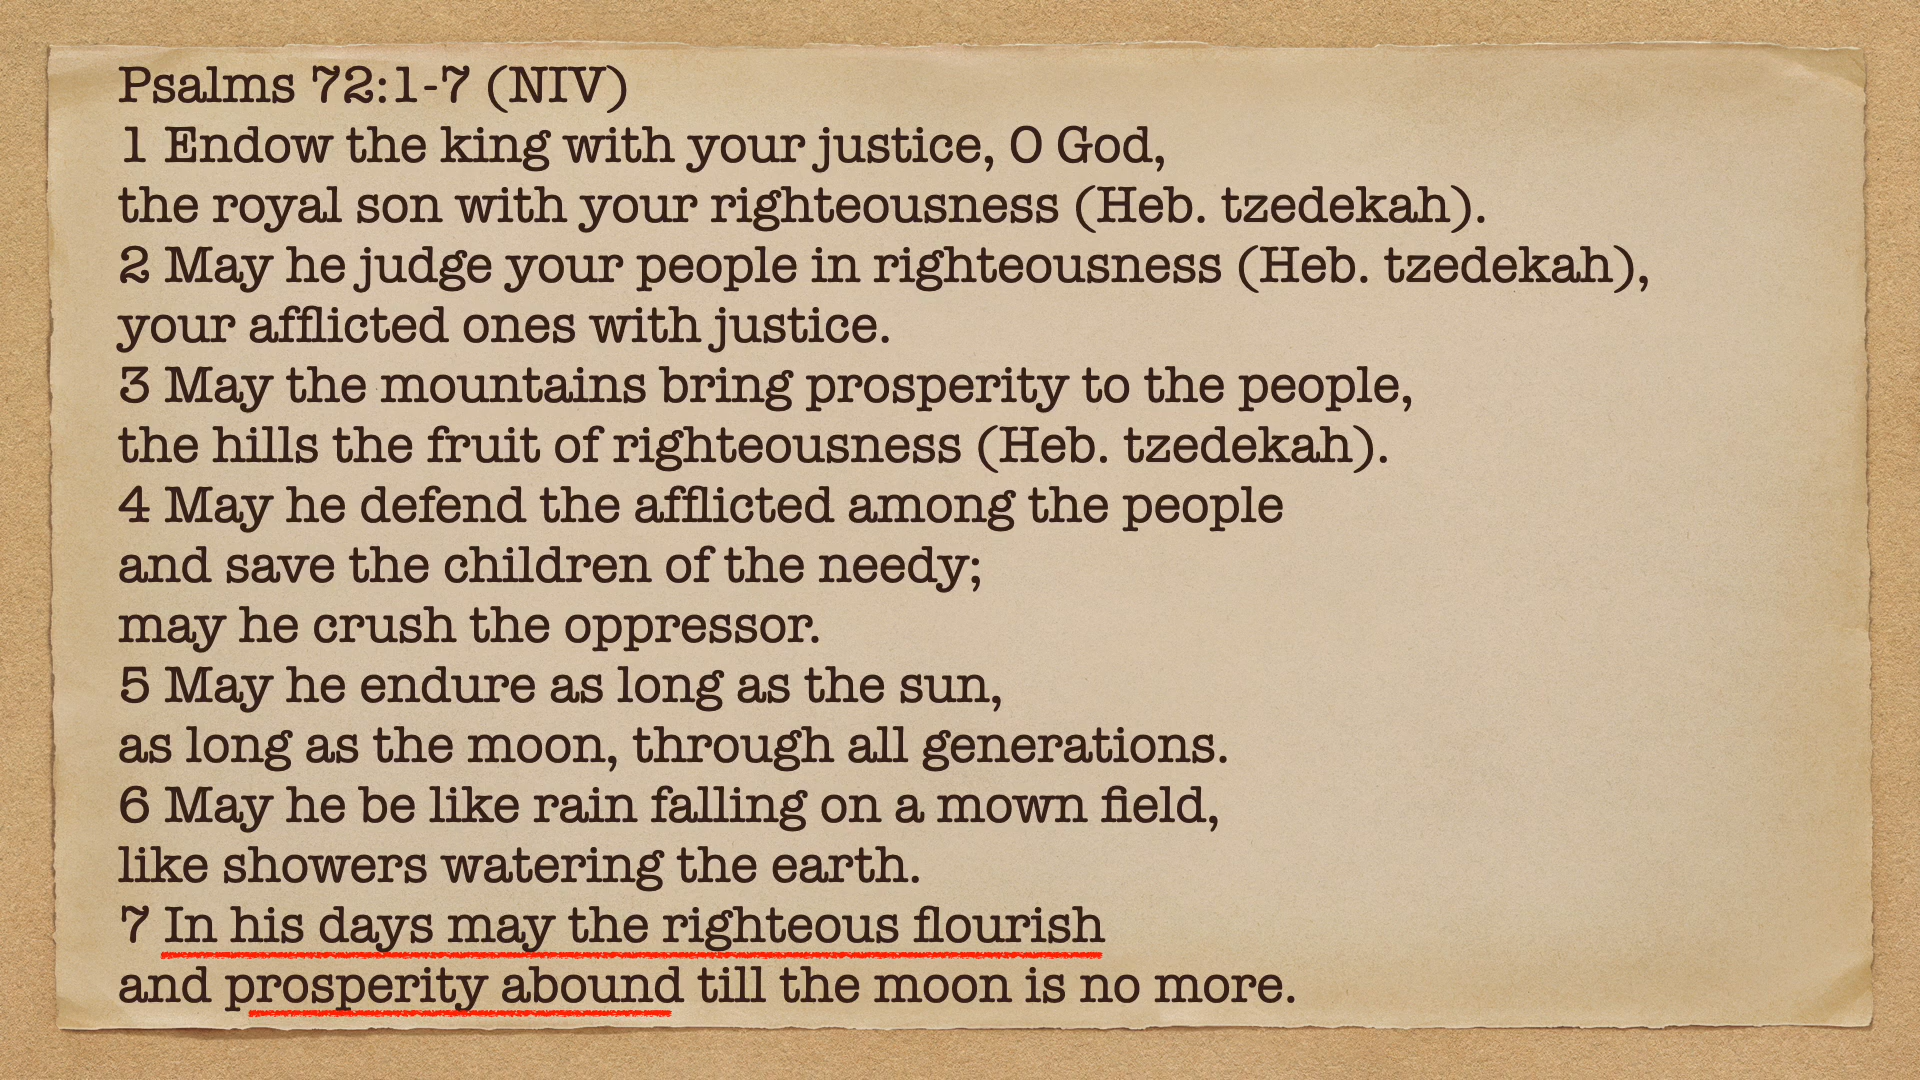 Psalms 72:1-7 (NIV)
1 Endow the king with your justice, O God,
the royal son with your righteousness (Heb. tzedekah).
2 May he judge your people in righteousness (Heb. tzedekah),
your afflicted ones with justice.
3 May the mountains bring prosperity to the people,
the hills the fruit of righteousness (Heb. tzedekah).
4 May he defend the afflicted among the people
and save the children of the needy;
may he crush the oppressor.
5 May he endure as long as the sun,
as long as the moon, through all generations.
6 May he be like rain falling on a mown field,
like showers watering the earth.
7 In his days may the righteous flourish
and prosperity abound till the moon is no more.